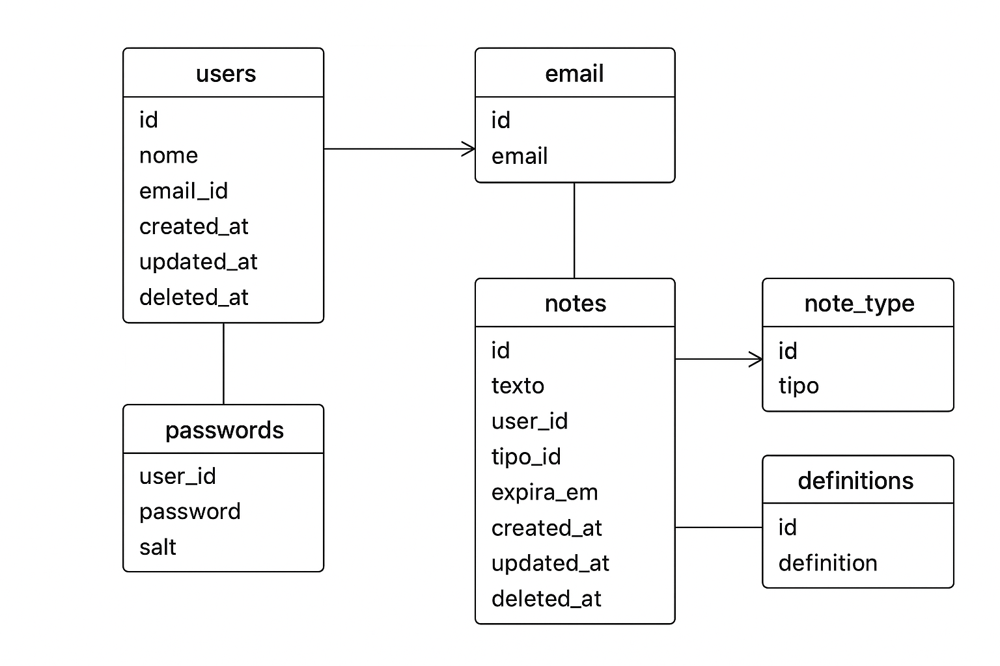 users
id
nome
email_id
created_at
updated_at
deleted_at
email
id
email
passwords
user_id
password
salt
notes
id
texto
user_id
tipo_id
expira_em
created_at
updated_at
deleted_at
note_type
id
tipo
definitions
id
definition